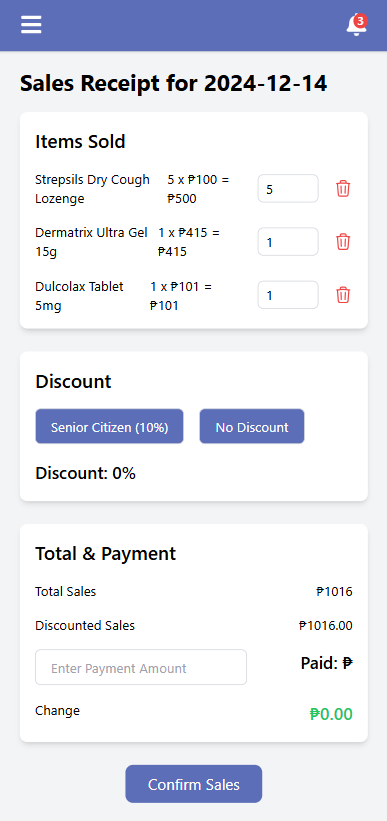 3
Sales Receipt for 2024-12-14
Items Sold
Strepsils Dry Cough Lozenge 5 x ₱100 = ₱500 5
Dermatrix Ultra Gel 15g 1 x ₱415 = ₱415 1
Dulcolax Tablet 5mg 1 x ₱101 = ₱101 1
Discount
Senior Citizen (10%) No Discount
Discount: 0%
Total & Payment
Total Sales ₱1016
Discounted Sales ₱1016.00
Enter Payment Amount Paid: ₱
Change ₱0.00
Confirm Sales